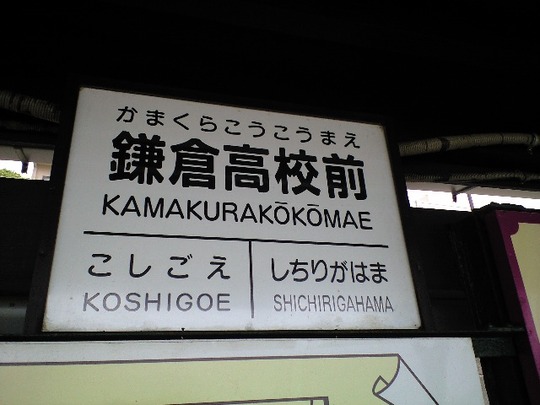 かまくらこうこうまえ
鎌倉高校前
KAMAKURAKŌKŌMAE
こしごえ
KOSHIGOE
しちりがはま
SHICHIRIGAHAMA